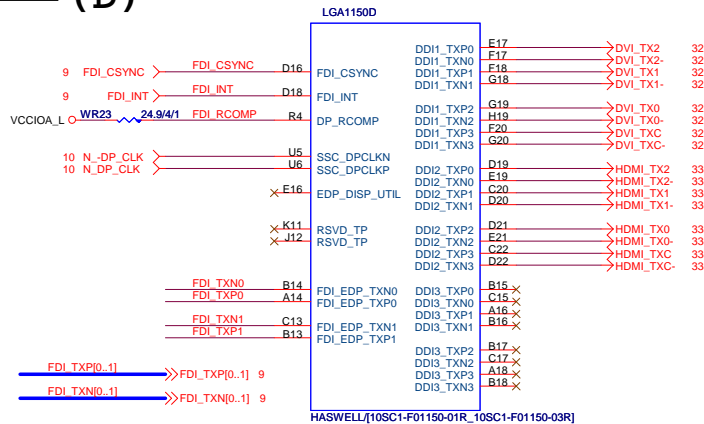 (D)
LGA1150D
9 FDI_CSYNC FDI_CSYNC D16 FDI_CSYNC
9 FDI_INT FDI_INT D18 FDI_INT
VCCIOA_L WR23 24.9/4/1 FDI_RCOMP R4 DP_RCOMP
10 N_-DP_CLK U5 SSC_DPCLKN
10 N_DP_CLK U6 SSC_DPCLKP
E16 EDP_DISP_UTIL
K11 RSVD_TP
J12 RSVD_TP
FDI_TXN0 B14 FDI_EDP_TXN0
FDI_TXP0 A14 FDI_EDP_TXP0
FDI_TXN1 C13 FDI_EDP_TXN1
FDI_TXP1 B13 FDI_EDP_TXP1
FDI_TXP[0..1] FDI_TXP[0..1] 9
FDI_TXN[0..1] FDI_TXN[0..1] 9
DDI1_TXP0 E17 DVI_TX2 32
DDI1_TXN0 F17 DVI_TX2- 32
DDI1_TXP1 F18 DVI_TX1 32
DDI1_TXN1 G18 DVI_TX1- 32
DDI1_TXP2 G19 DVI_TX0 32
DDI1_TXN2 H19 DVI_TX0- 32
DDI1_TXP3 F20 DVI_TXC 32
DDI1_TXN3 G20 DVI_TXC- 32
DDI2_TXP0 D19 HDMI_TX2 33
DDI2_TXN0 E19 HDMI_TX2- 33
DDI2_TXP1 C20 HDMI_TX1 33
DDI2_TXN1 D20 HDMI_TX1- 33
DDI2_TXP2 D21 HDMI_TX0 33
DDI2_TXN2 E21 HDMI_TX0- 33
DDI2_TXP3 C22 HDMI_TXC 33
DDI2_TXN3 D22 HDMI_TXC- 33
DDI3_TXP0 B15
DDI3_TXN0 C15
DDI3_TXP1 A16
DDI3_TXN1 B16
DDI3_TXP2 B17
DDI3_TXN2 C17
DDI3_TXP3 A18
DDI3_TXN3 B18
HASWELL/[10SC1-F01150-01R_10SC1-F01150-03R]